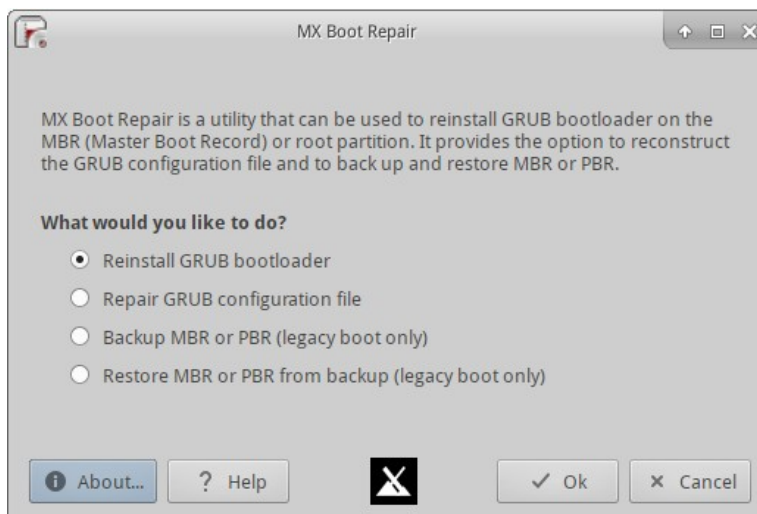 MX Boot Repair
MX Boot Repair is a utility that can be used to reinstall GRUB bootloader on the
MBR (Master Boot Record) or root partition. It provides the option to reconstruct
the GRUB configuration file and to back up and restore MBR or PBR.
What would you like to do?
Reinstall GRUB bootloader
Repair GRUB configuration file
Backup MBR or PBR (legacy boot only)
Restore MBR or PBR from backup (legacy boot only)
About... ? Help Ok Cancel